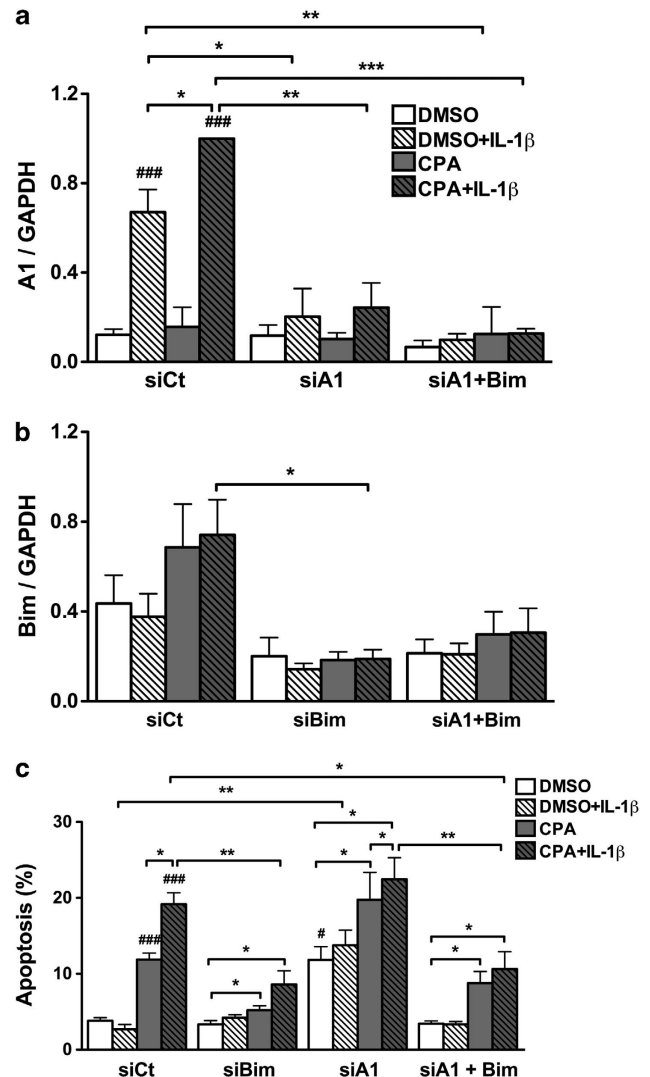 a
**
*
***
*
**
1.2
0.8
0.4
0.0
A1 / GAPDH
###
###
DMSO
DMSO+IL-1β
CPA
CPA+IL-1β
siCt
siA1
siA1+Bim
b
1.2
0.8
0.4
0.0
Bim / GAPDH
*
siCt
siBim
siA1+Bim
c
*
**
*
*
**
*
*
**
30
20
10
0
Apoptosis (%)
###
###
*
*
#
*
*
DMSO
DMSO+IL-1β
CPA
CPA+IL-1β
siCt
siBim
siA1
siA1 + Bim